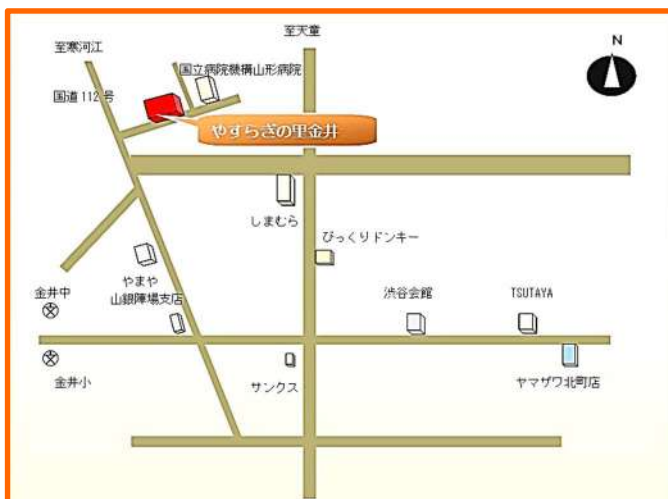 至天童
至寒河江
N
国立病院機構山形病院
国道112号
やすらぎの里金井
しまむら
びっくりドンキー
やまや
金井中
山銀陣場支店
渋谷会館
TSUTAYA
金井小
サンクス
ヤマザワ北町店